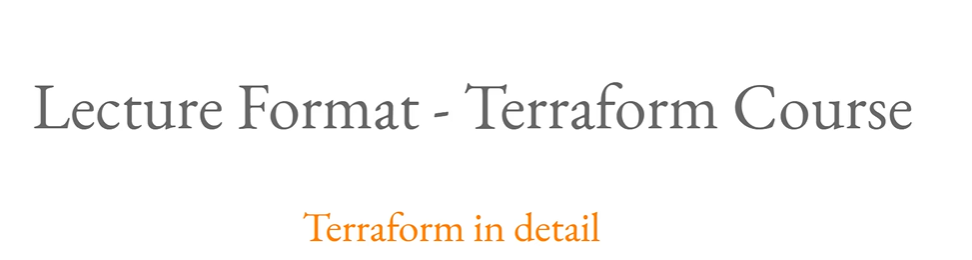 Lecture Format - Terraform Course
Terraform in detail